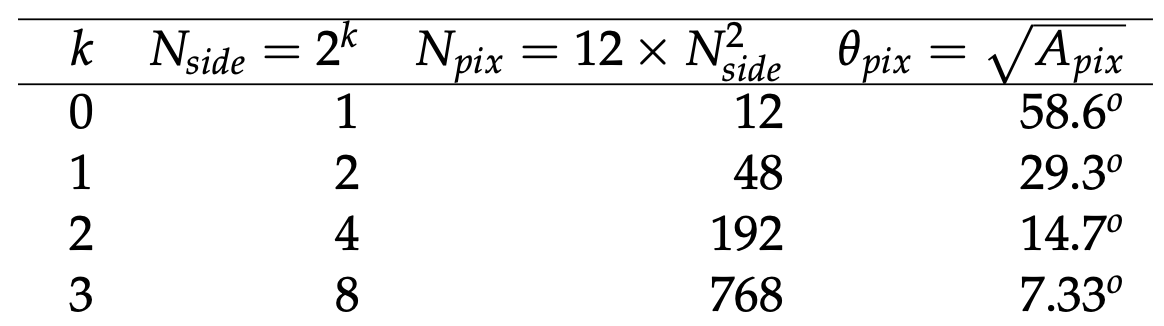 k N_side = 2^k N_pix = 12 × N_side^2 θ_pix = √A_pix
0 1 12 58.6°
1 2 48 29.3°
2 4 192 14.7°
3 8 768 7.33°